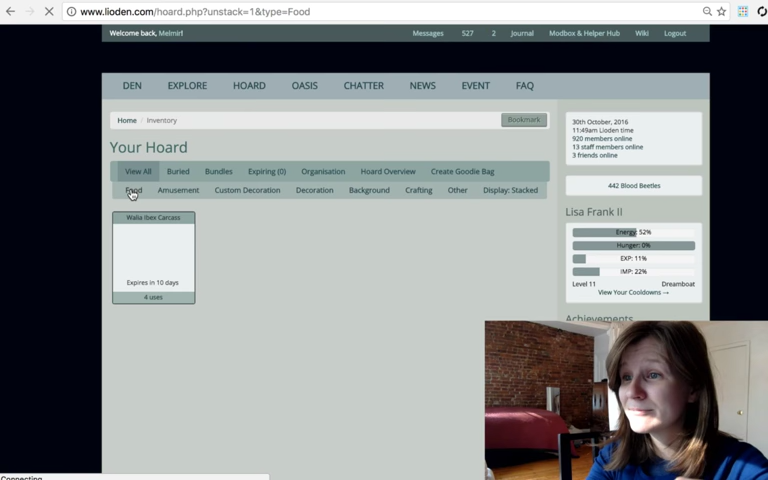 www.lioden.com/hoard.php?unstack=1&type=Food
Welcome back, Melmir!
Messages 527 2 Journal Modbox & Helper Hub Wiki Logout
DEN EXPLORE HOARD OASIS CHATTER NEWS EVENT FAQ
Home / Inventory
Bookmark
Your Hoard
View All Buried Bundles Expiring (0) Organisation Hoard Overview Create Goodie Bag
Food Amusement Custom Decoration Decoration Background Crafting Other Display: Stacked
Walia Ibex Carcass
Expires in 10 days
4 uses
30th October, 2016
11:49am Lioden time
920 members online
13 staff members online
3 friends online
442 Blood Beetles
Lisa Frank II
Energy: 52%
Hunger: 0%
EXP: 11%
IMP: 22%
Level 11 Dreamboat
View Your Cooldowns →
Achievements
Connecting